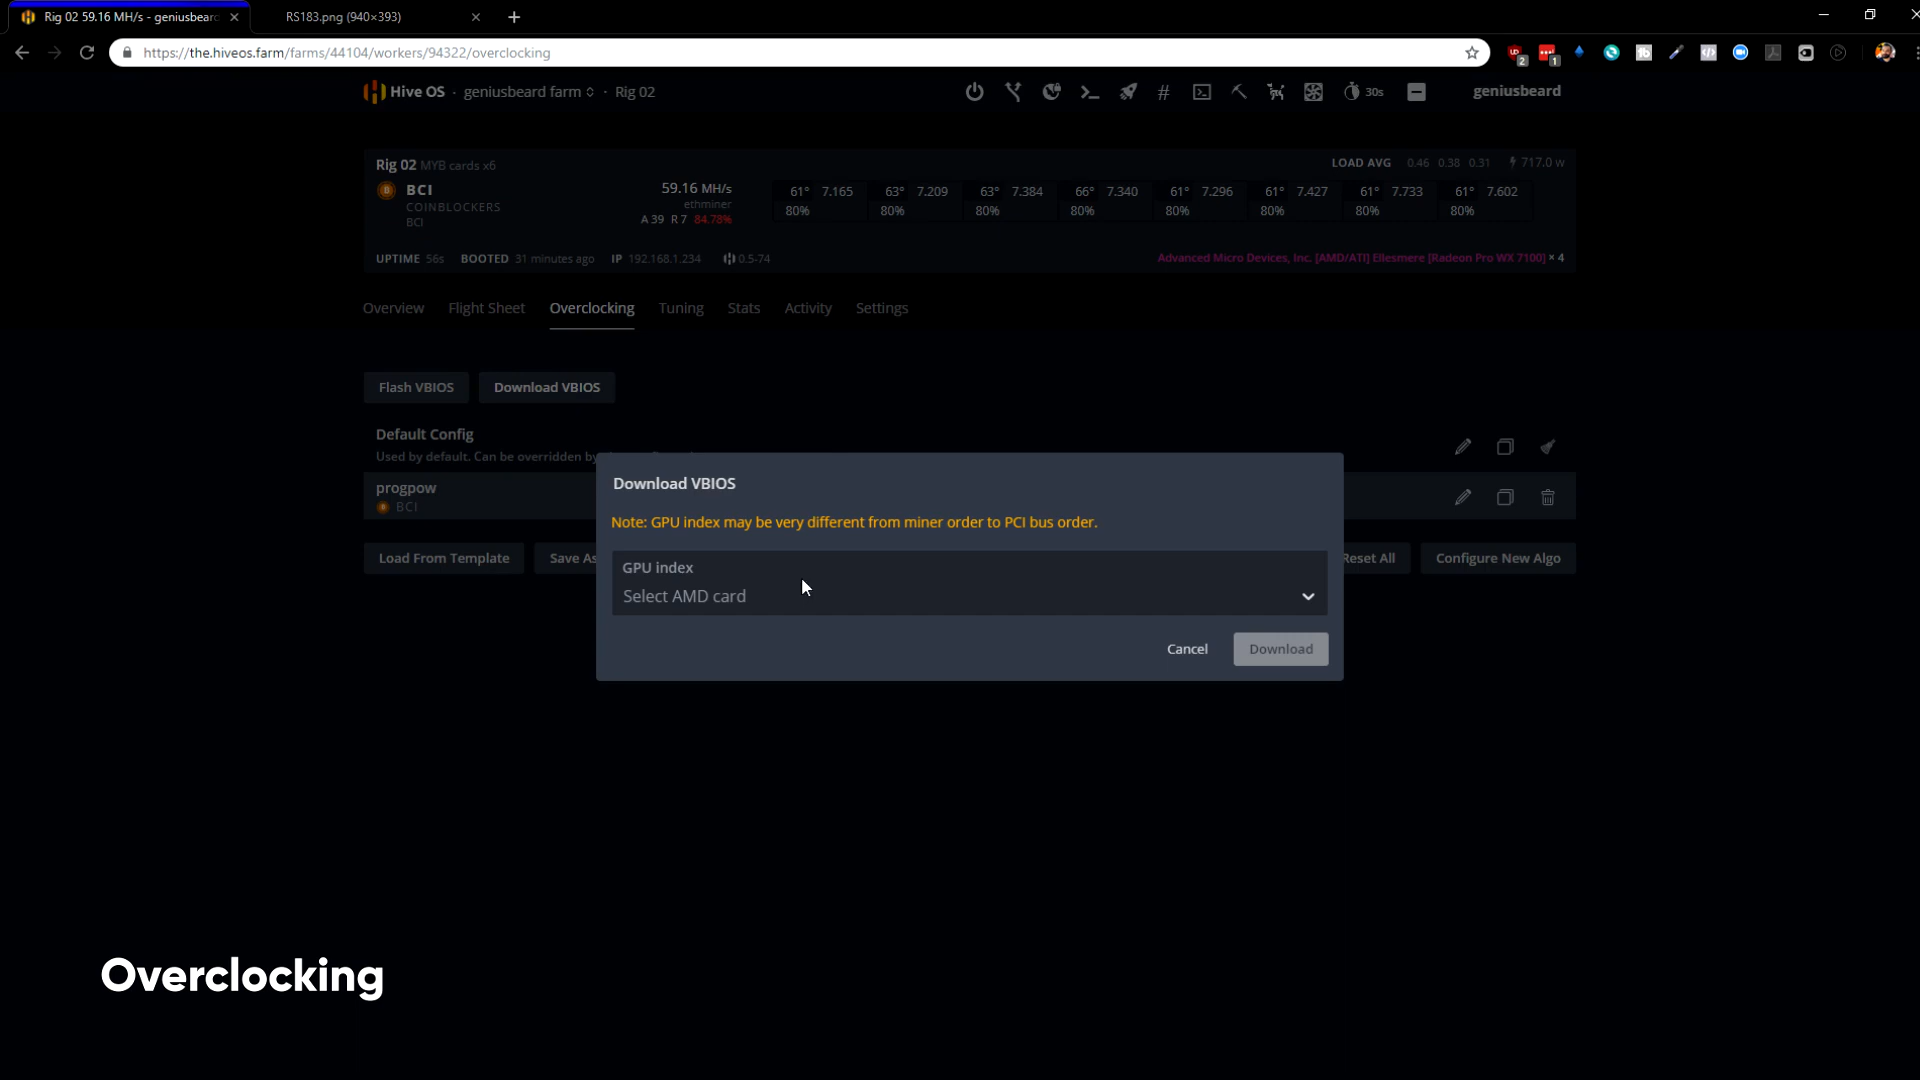 Rig 02 59.16 MH/s - geniusbeard
RS183.png (940×393)
https://the.hiveos.farm/farms/44104/workers/94322/overclocking
2
1
Hive OS · geniusbeard farm · Rig 02
30s
geniusbeard
Rig 02 MYB cards x6
LOAD AVG 0.46 0.38 0.31 717.0 w
BCI
COINBLOCKERS
BCI
59.16 MH/s
ethminer
A 39 R 7 84.78%
61° 7.165 63° 7.209 63° 7.384 66° 7.340 61° 7.296 61° 7.427 61° 7.733 61° 7.602
80% 80% 80% 80% 80% 80% 80% 80%
UPTIME 56s BOOTED 31 minutes ago IP 192.168.1.234 0.5-74
Advanced Micro Devices, Inc. [AMD/ATI] Ellesmere [Radeon Pro WX 7100] × 4
Overview Flight Sheet Overclocking Tuning Stats Activity Settings
Flash VBIOS Download VBIOS
Default Config
Used by default. Can be overridden by
progpow
BCI
Load From Template Save As Reset All Configure New Algo
Download VBIOS
Note: GPU index may be very different from miner order to PCI bus order.
GPU index
Select AMD card
Cancel Download
Overclocking